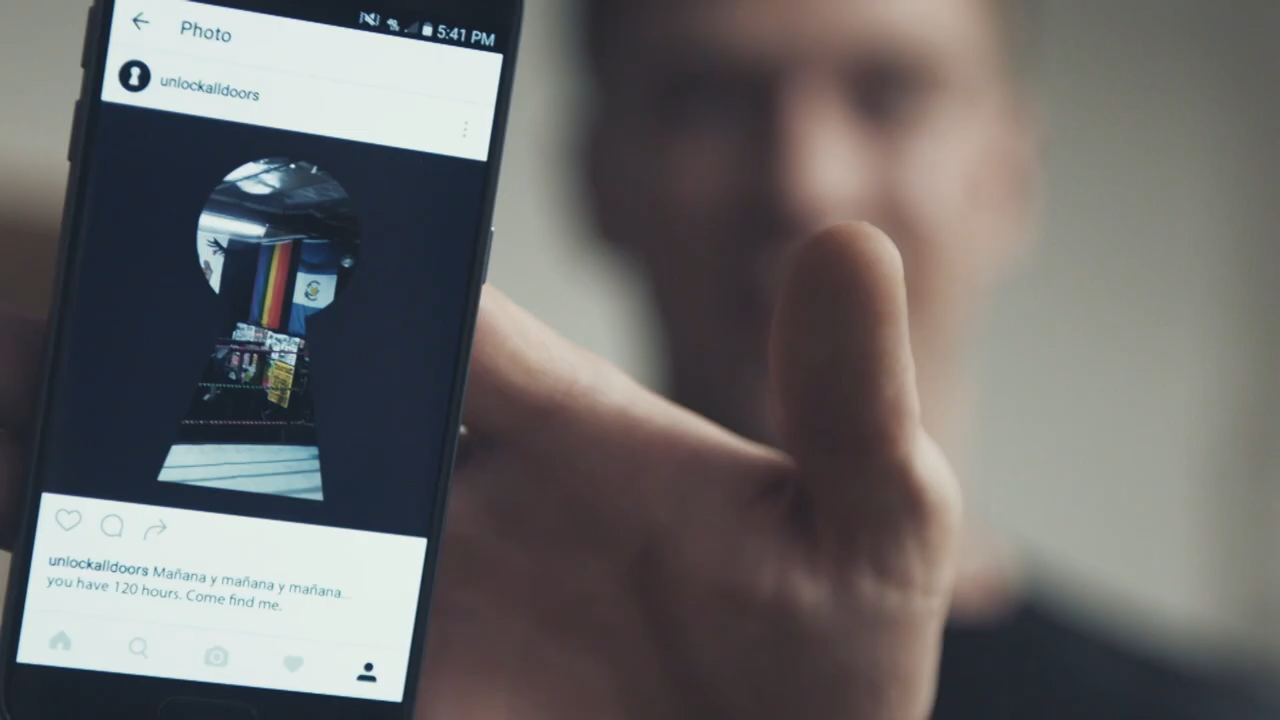 5:41 PM
Photo
unlockalldoors
unlockalldoors Mañana y mañana y mañana...
you have 120 hours. Come find me.